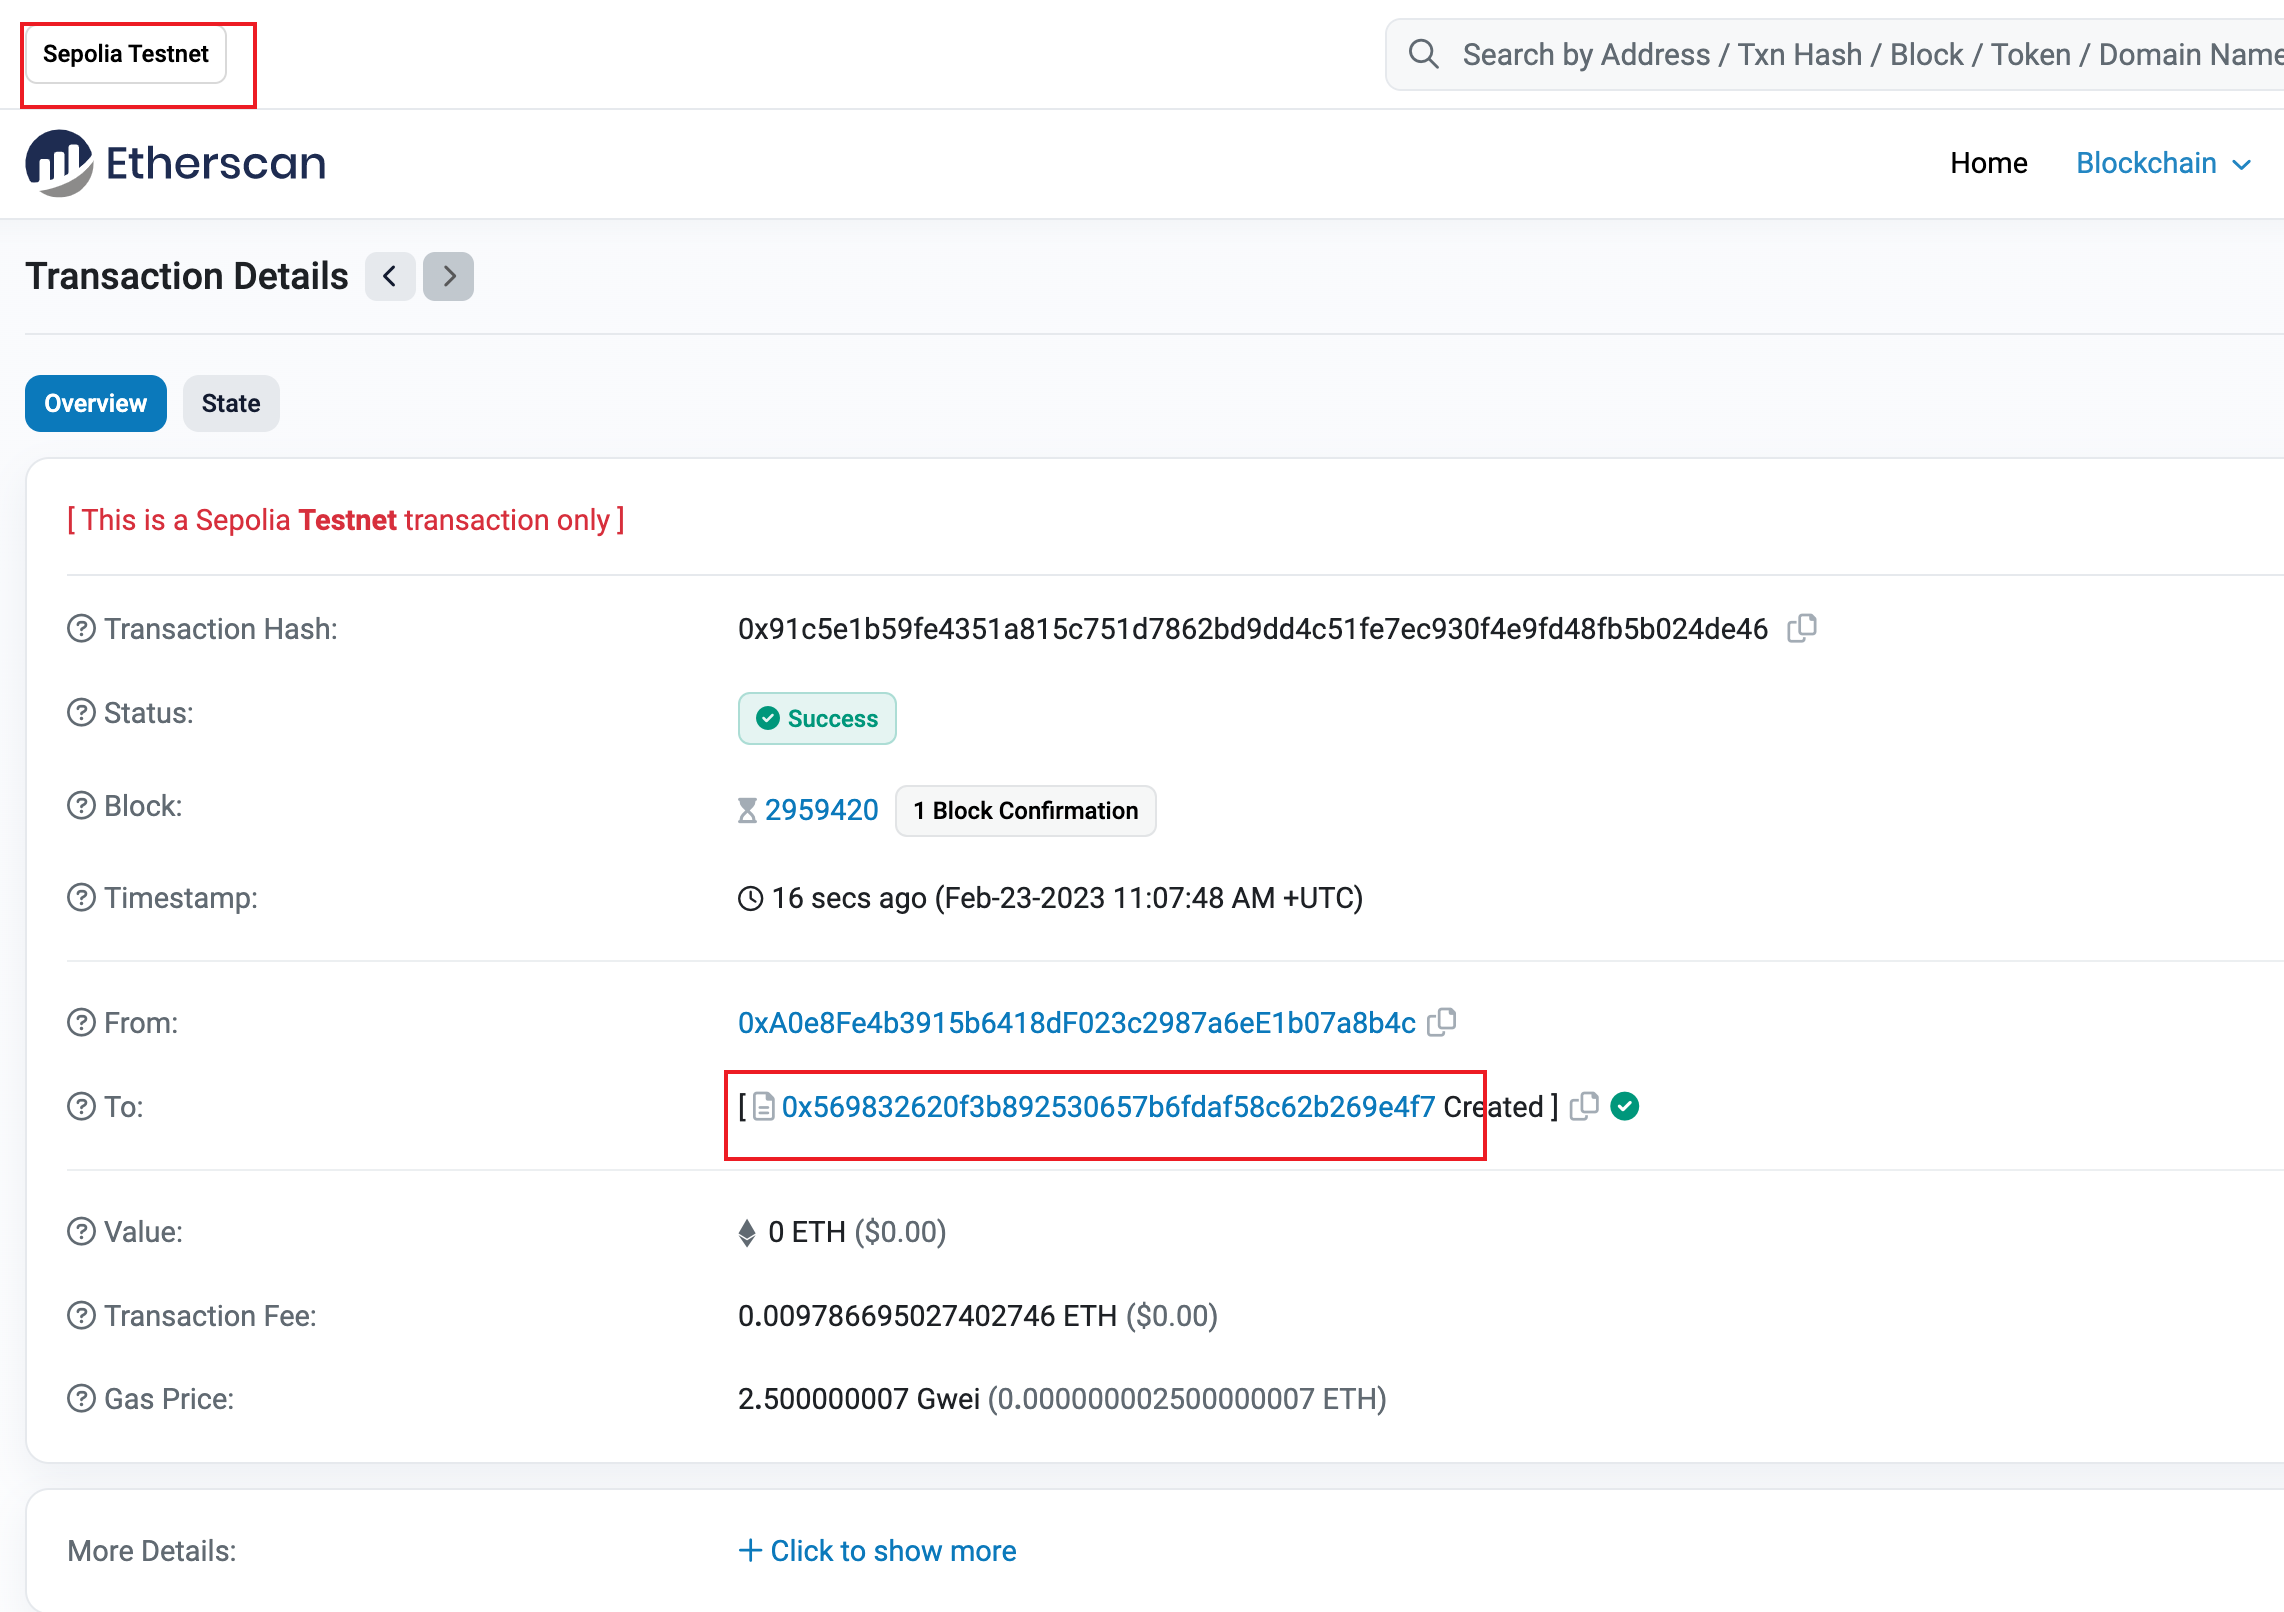 Sepolia Testnet
Search by Address / Txn Hash / Block / Token / Domain Name
Etherscan
Home Blockchain
Transaction Details
Overview State
[ This is a Sepolia Testnet transaction only ]
Transaction Hash: 0x91c5e1b59fe4351a815c751d7862bd9dd4c51fe7ec930f4e9fd48fb5b024de46
Status: Success
Block: 2959420 1 Block Confirmation
Timestamp: 16 secs ago (Feb-23-2023 11:07:48 AM +UTC)
From: 0xA0e8Fe4b3915b6418dF023c2987a6eE1b07a8b4c
To: [ 0x569832620f3b892530657b6fdaf58c62b269e4f7 Created ]
Value: 0 ETH ($0.00)
Transaction Fee: 0.009786695027402746 ETH ($0.00)
Gas Price: 2.500000007 Gwei (0.000000002500000007 ETH)
More Details: + Click to show more